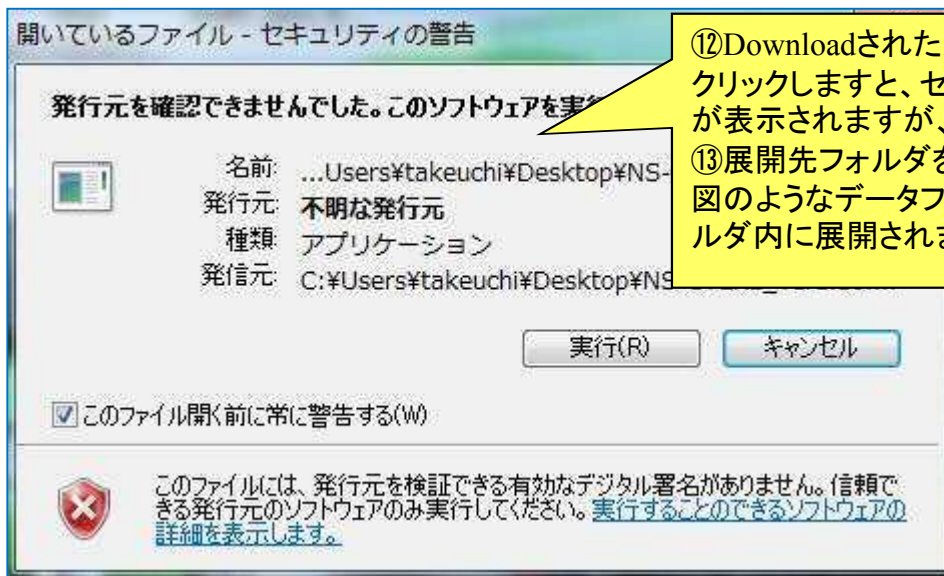 開いているファイル - セキュリティの警告
発行元を確認できませんでした。このソフトウェアを実
名前: ...Users¥takeuchi¥Desktop¥NS-
発行元: 不明な発行元
種類: アプリケーション
発信元: C:¥Users¥takeuchi¥Desktop¥NS
実行(R) キャンセル
このファイル開く前に常に警告する(W)
このファイルには、発行元を検証できる有効なデジタル署名がありません。信頼で
きる発行元のソフトウェアのみ実行してください。実行することのできるソフトウェアの
詳細を表示します。
⑫Downloadされた
クリックしますと、セ
が表示されますが、
⑬展開先フォルダを
図のようなデータフ
ルダ内に展開されま